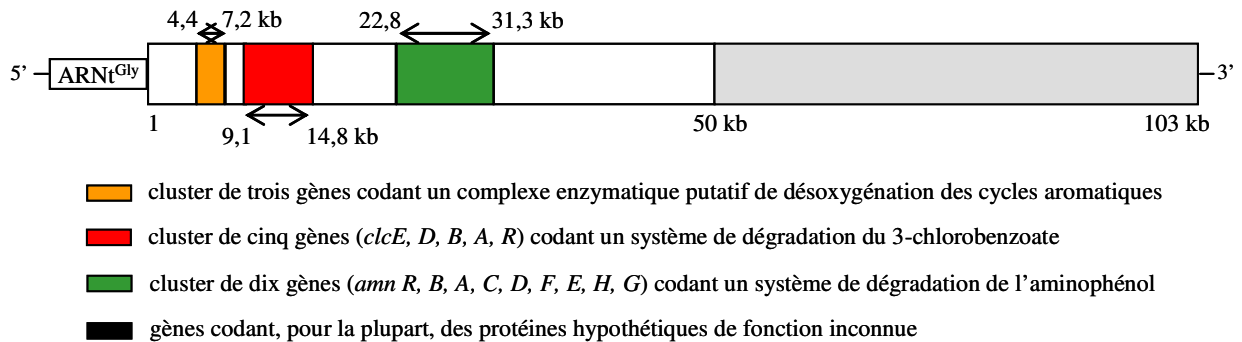 4,4 7,2 kb 22,8 31,3 kb
5’ ARNtGly 3’
1 50 kb 103 kb
9,1 14,8 kb
cluster de trois gènes codant un complexe enzymatique putatif de désoxygénation des cycles aromatiques
cluster de cinq gènes (clcE, D, B, A, R) codant un système de dégradation du 3-chlorobenzoate
cluster de dix gènes (amn R, B, A, C, D, F, E, H, G) codant un système de dégradation de l’aminophénol
gènes codant, pour la plupart, des protéines hypothétiques de fonction inconnue